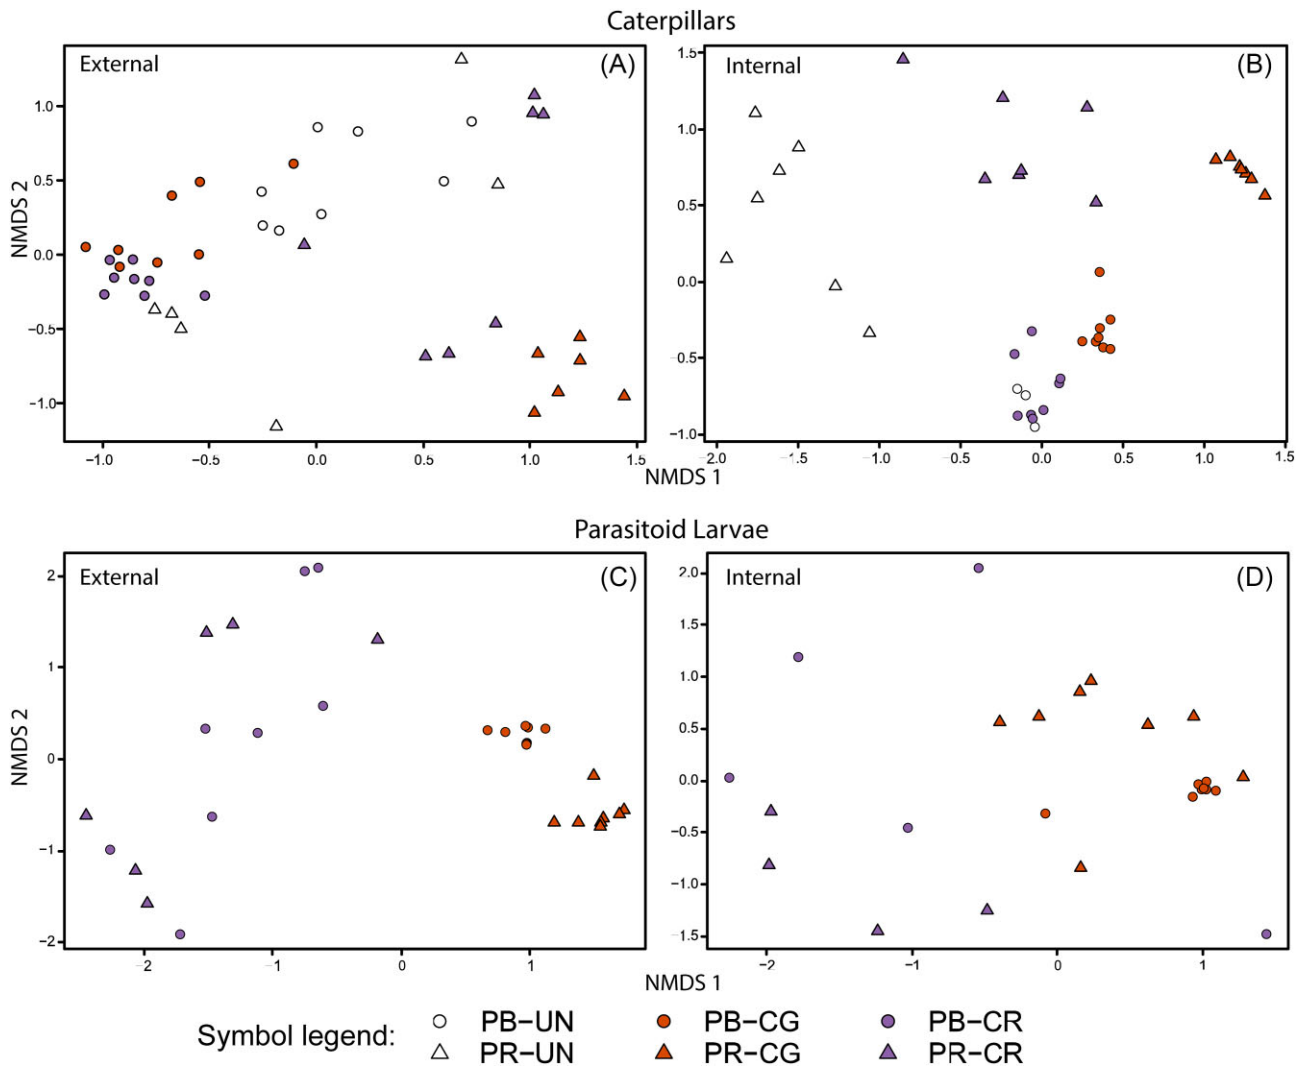 Caterpillars
External (A)
Internal (B)
NMDS 2
1.0
0.5
0.0
−0.5
−1.0
−1.0 −0.5 0.0 0.5 1.0 1.5
1.5
1.0
0.5
0.0
−0.5
−1.0
−2.0 −1.5 −1.0 −0.5 0.0 0.5 1.0 1.5
NMDS 1
Parasitoid Larvae
External (C)
Internal (D)
NMDS 2
2
1
0
−1
−2
−2 −1 0 1
2.0
1.5
1.0
0.5
0.0
−0.5
−1.0
−1.5
−2 −1 0 1
NMDS 1
Symbol legend:
PB−UN PB−CG PB−CR
PR−UN PR−CG PR−CR